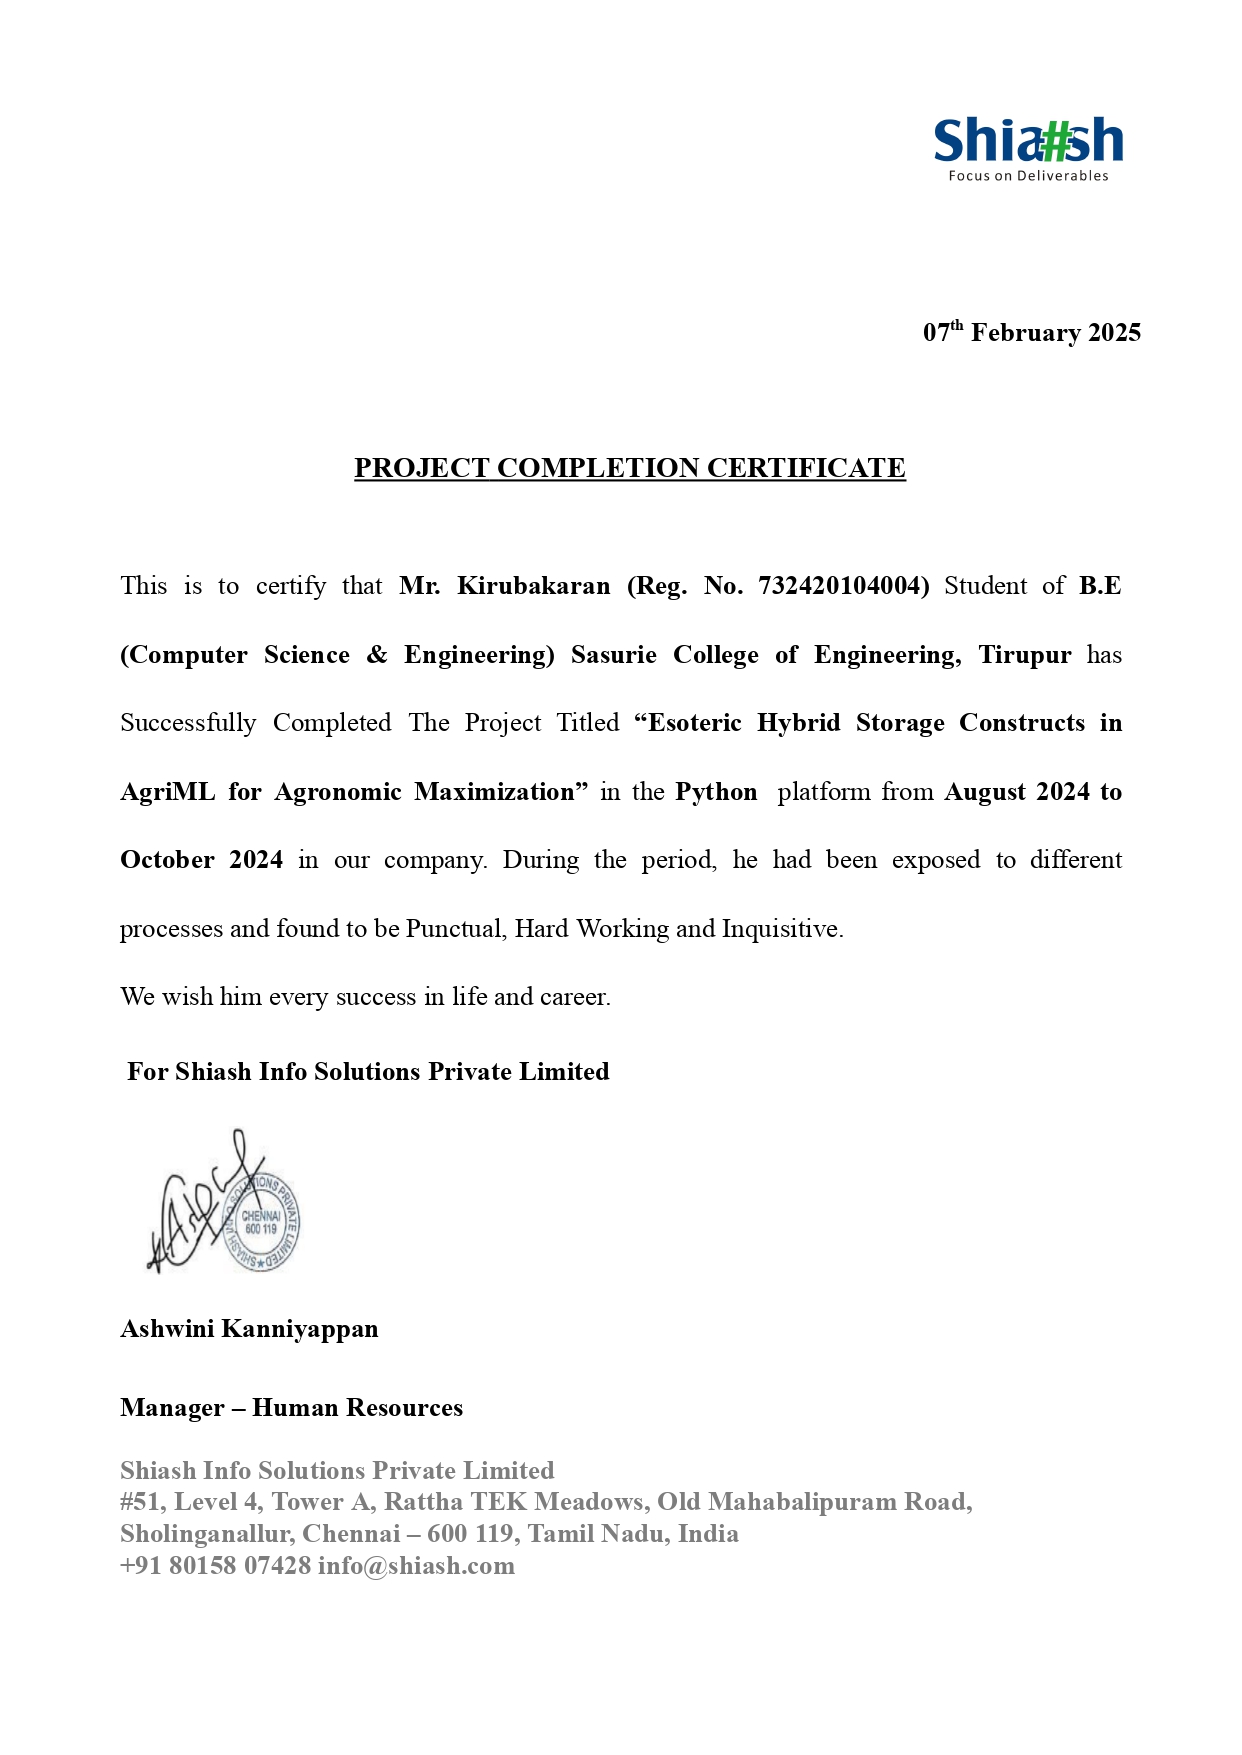 Shia#sh
Focus on Deliverables
07th February 2025
PROJECT COMPLETION CERTIFICATE
This is to certify that Mr. Kirubakaran (Reg. No. 732420104004) Student of B.E
(Computer Science & Engineering) Sasurie College of Engineering, Tirupur has
Successfully Completed The Project Titled “Esoteric Hybrid Storage Constructs in
AgriML for Agronomic Maximization” in the Python platform from August 2024 to
October 2024 in our company. During the period, he had been exposed to different
processes and found to be Punctual, Hard Working and Inquisitive.
We wish him every success in life and career.
For Shiash Info Solutions Private Limited
SHIASH INFO SOLUTIONS PRIVATE LIMITED
CHENNAI
600 119
Ashwini Kanniyappan
Manager – Human Resources
Shiash Info Solutions Private Limited
#51, Level 4, Tower A, Rattha TEK Meadows, Old Mahabalipuram Road,
Sholinganallur, Chennai – 600 119, Tamil Nadu, India
+91 80158 07428 info@shiash.com